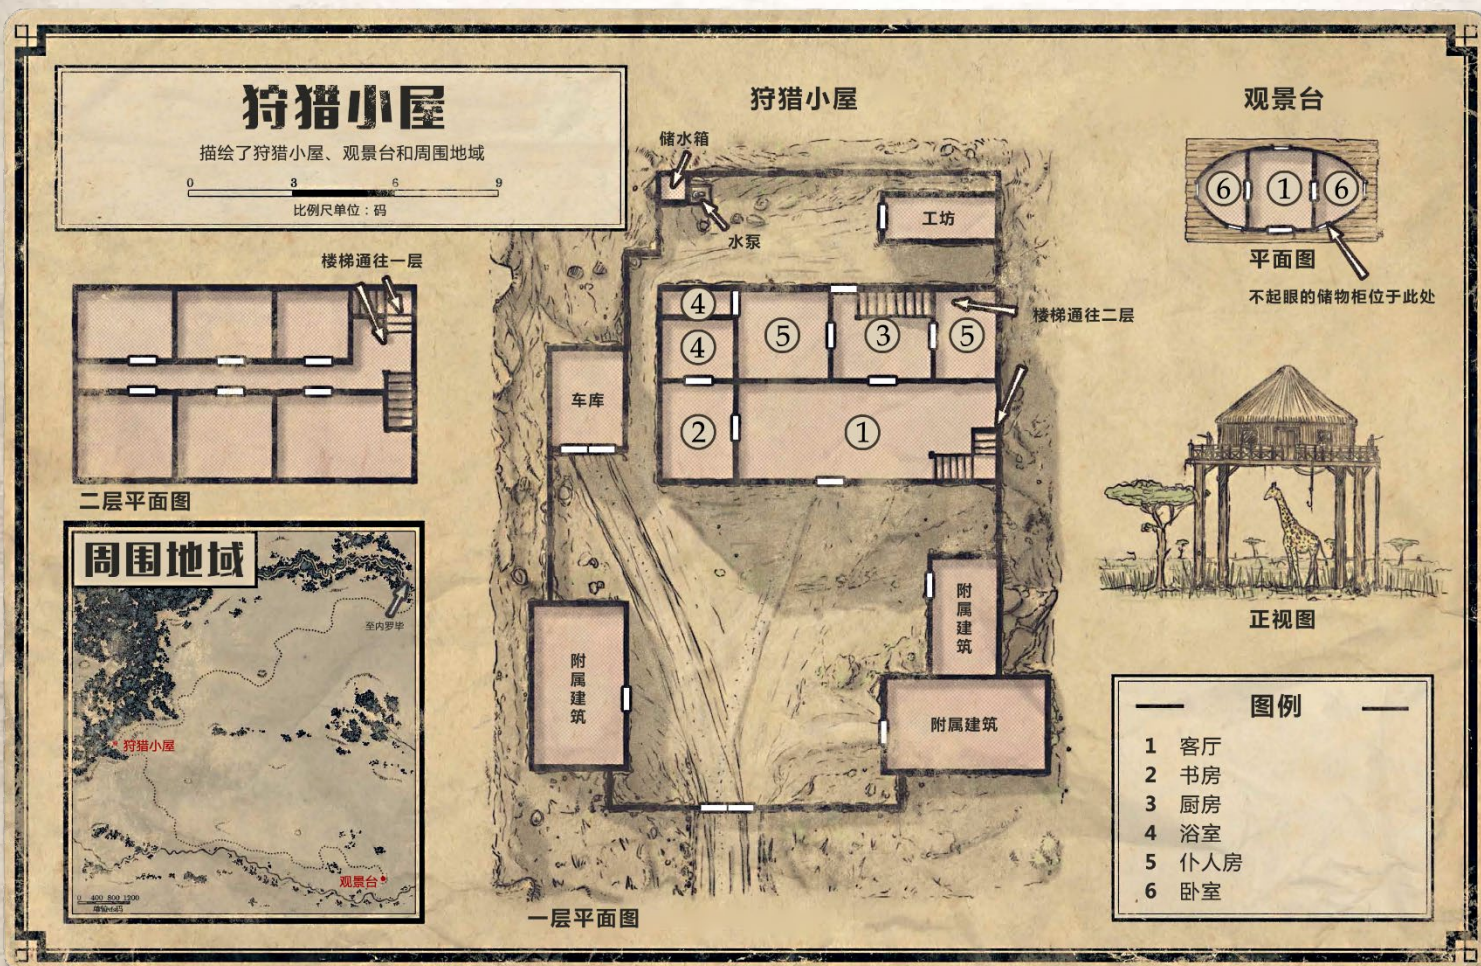 狩猎小屋
描绘了狩猎小屋、观景台和周围地域
0 3 6 9
比例尺单位：码
楼梯通往一层
二层平面图
周围地域
至内罗毕
狩猎小屋
观景台
0 400 800 1200
狩猎小屋
储水箱
水泵
工坊
楼梯通往二层
4
4
5
3
5
2
1
车库
附属建筑
附属建筑
附属建筑
一层平面图
观景台
6 1 6
平面图
不起眼的储物柜位于此处
正视图
图例
1 客厅
2 书房
3 厨房
4 浴室
5 仆人房
6 卧室